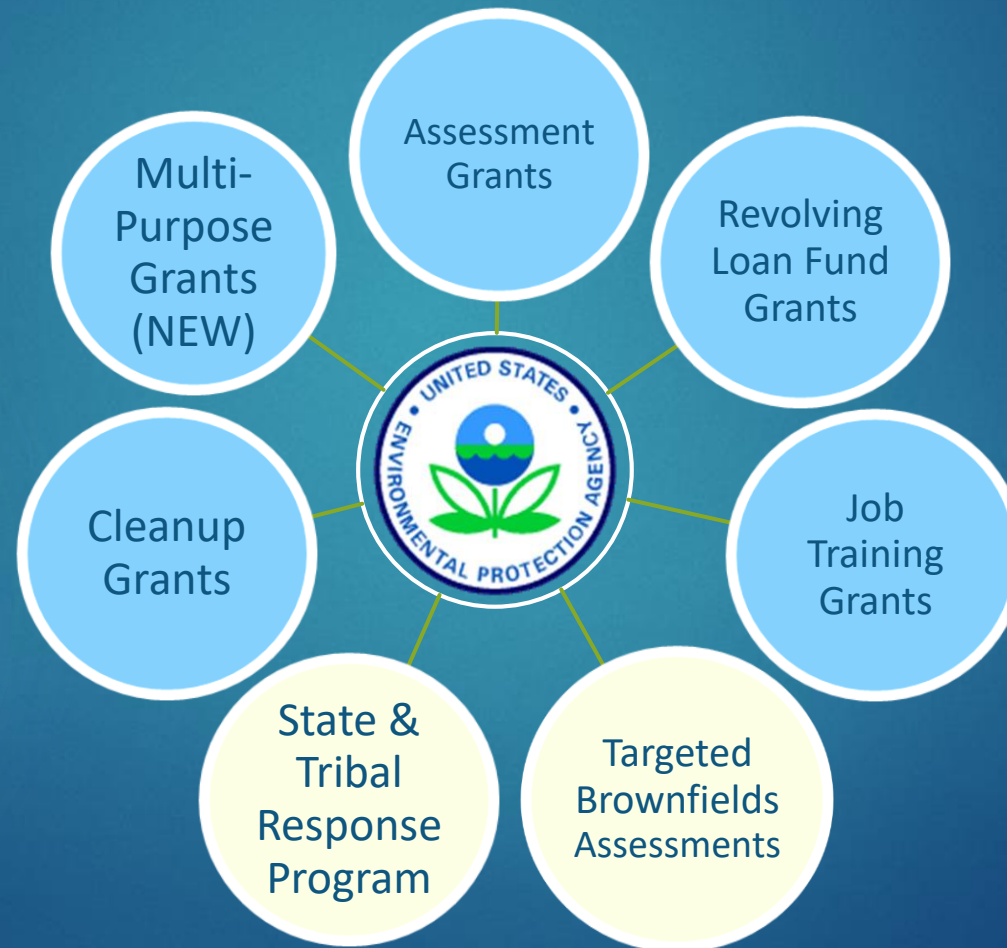 Assessment
Grants
Multi-
Purpose
Grants
(NEW)
Revolving
Loan Fund
Grants
UNITED STATES
ENVIRONMENTAL PROTECTION AGENCY
Cleanup
Grants
Job
Training
Grants
State &
Tribal
Response
Program
Targeted
Brownfields
Assessments